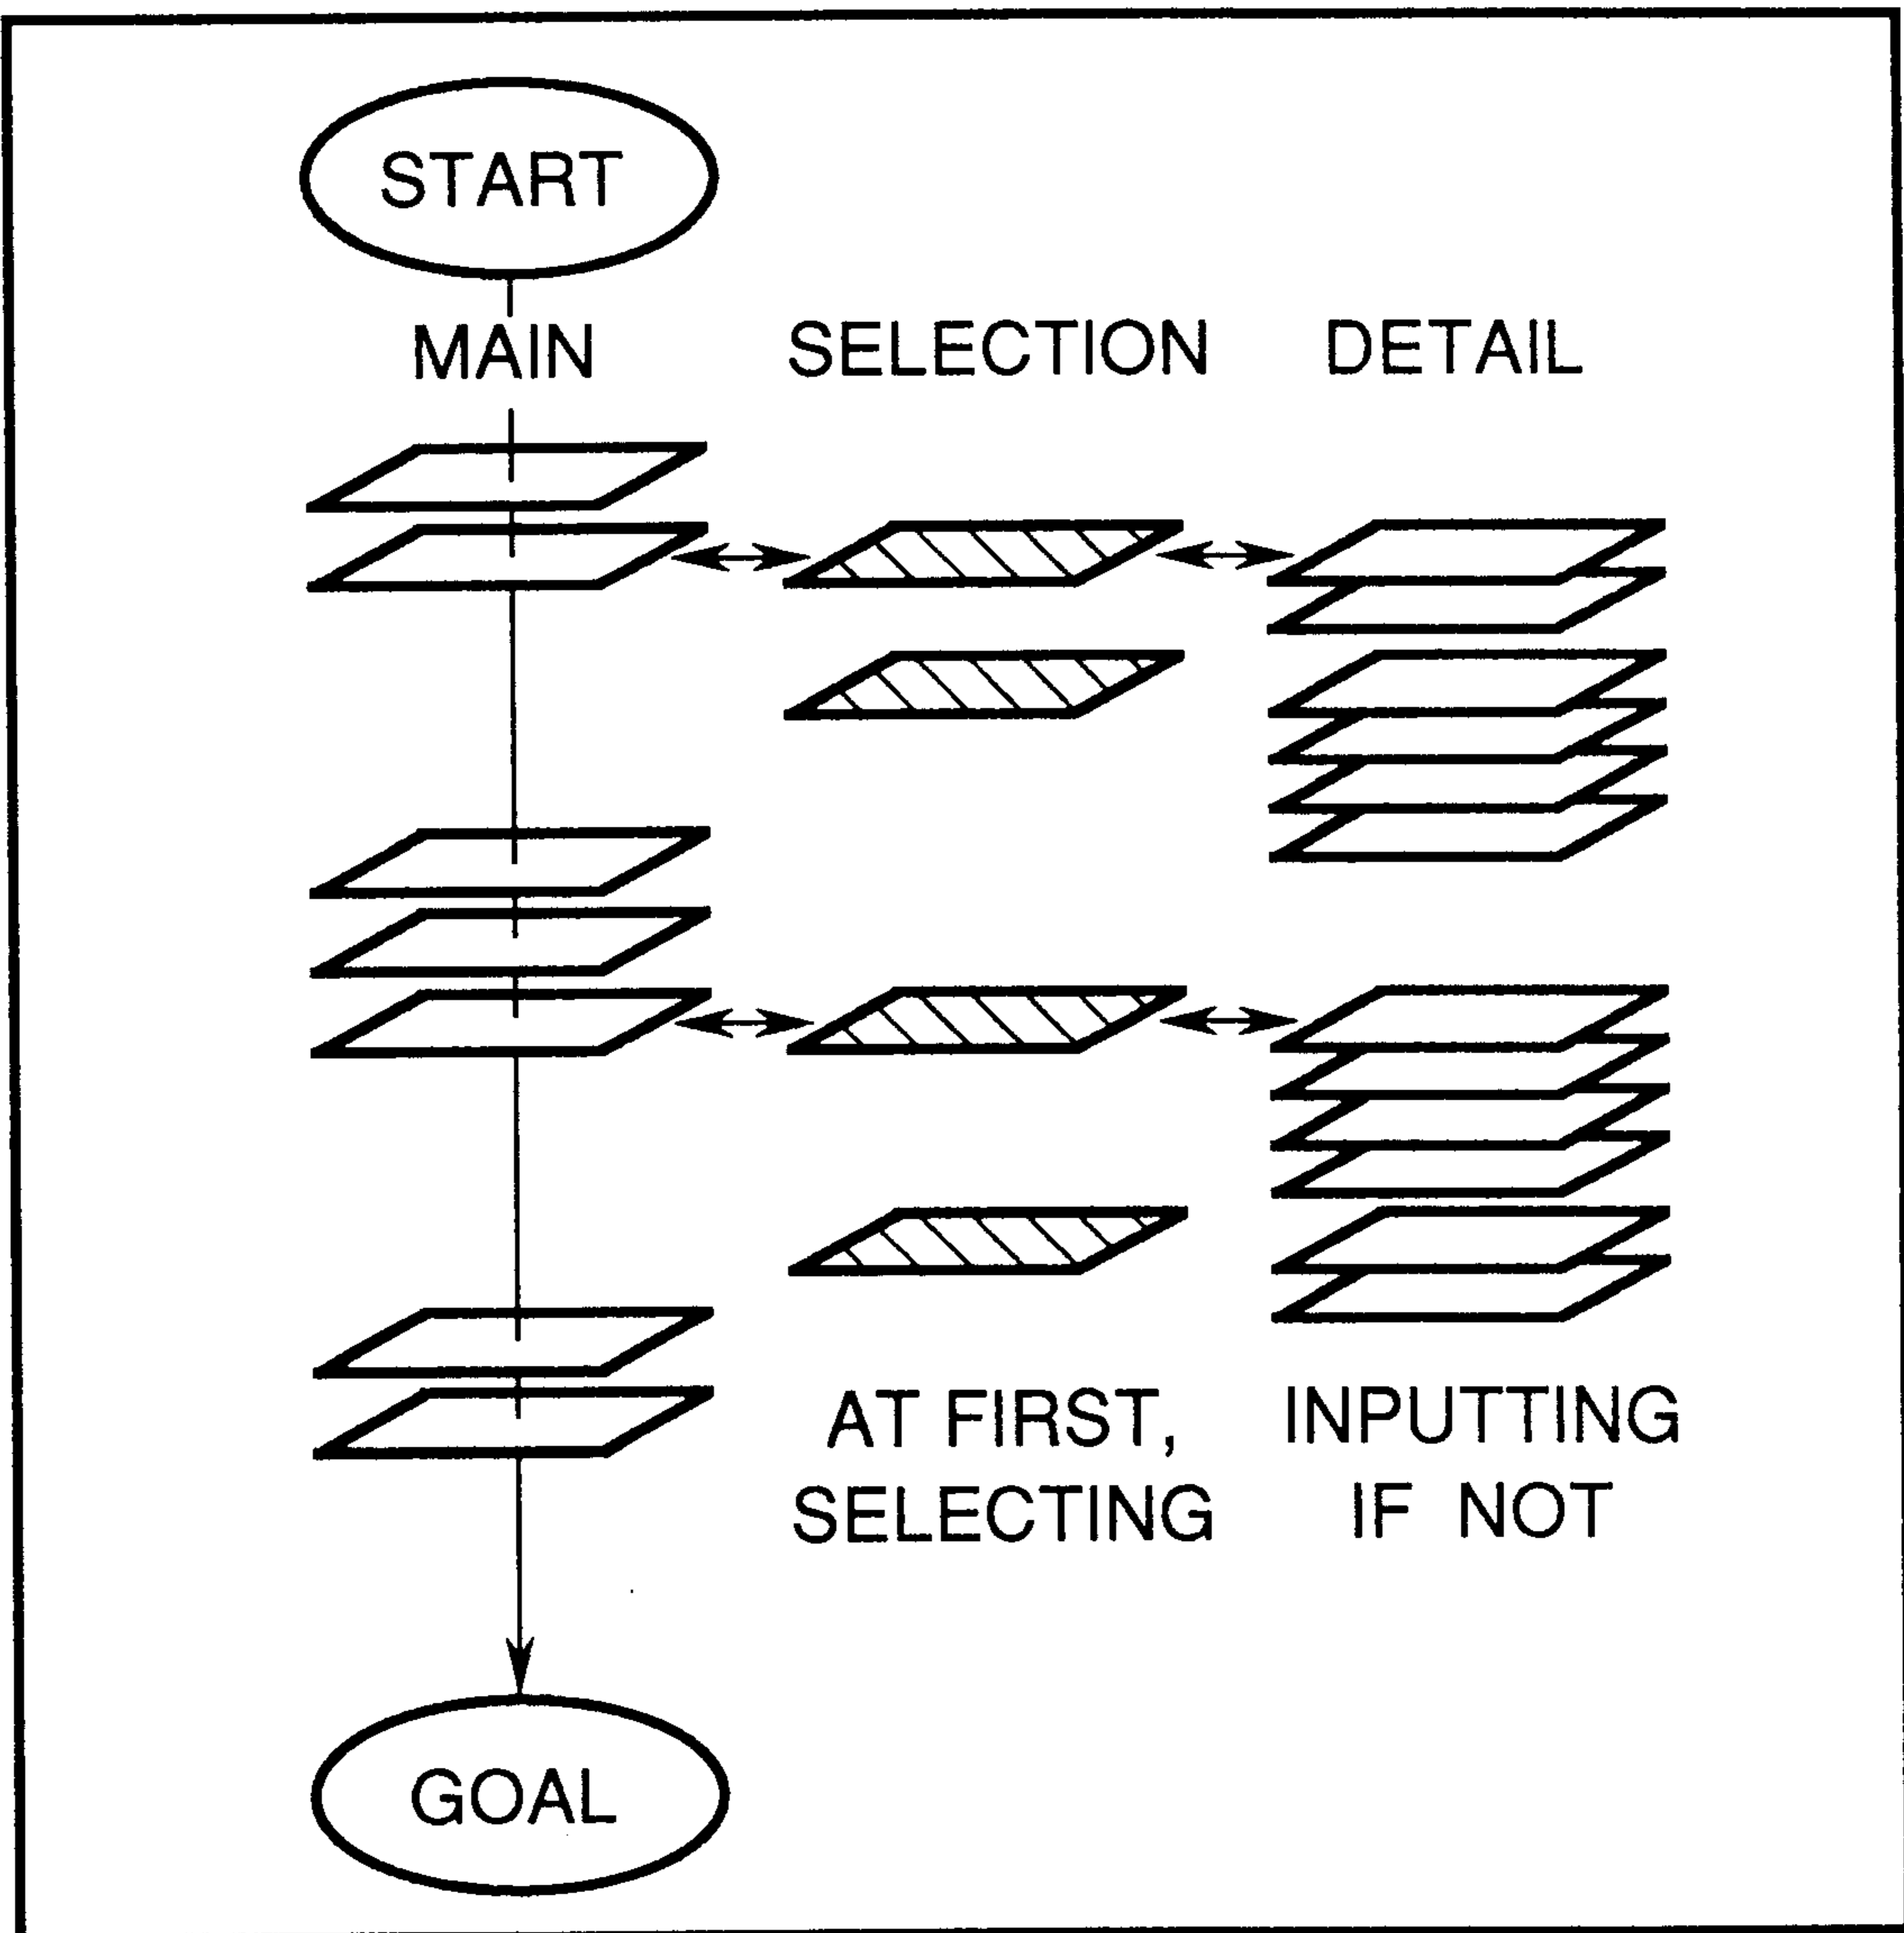 START
MAIN SELECTION DETAIL
AT FIRST, INPUTTING
SELECTING IF NOT
GOAL